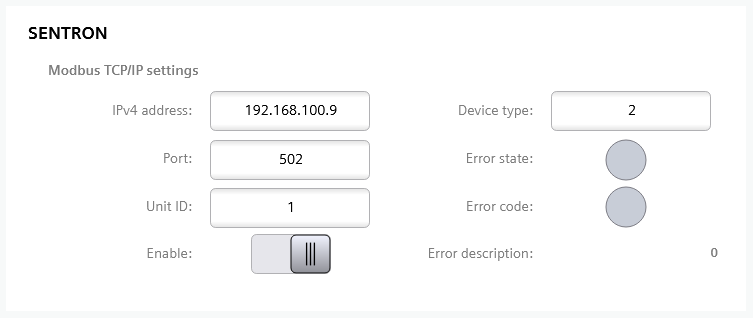 SENTRON
Modbus TCP/IP settings
IPv4 address: 192.168.100.9 Device type: 2
Port: 502 Error state:
Unit ID: 1 Error code:
Enable: Error description: 0